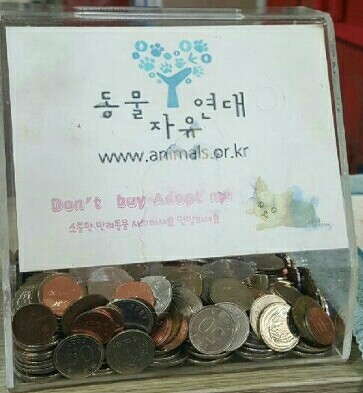 동물 연대
자유
www.animals.or.kr
Don't buy Adopt me